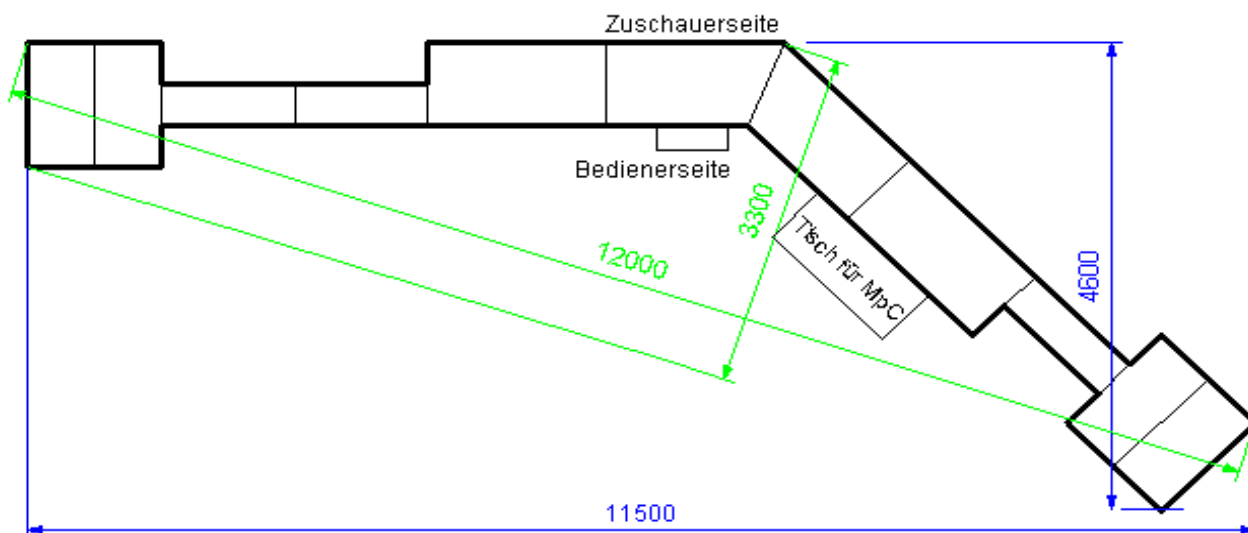 Zuschauerseite
Bedienerseite
3300
12000
Tisch für MpC
4600
11500